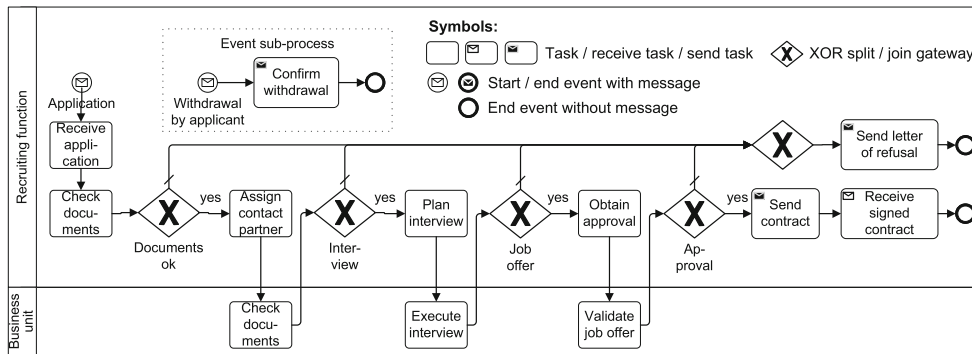 Symbols:
Task / receive task / send task
XOR split / join gateway
Start / end event with message
End event without message
Recruiting function
Event sub-process
Withdrawal
by applicant
Confirm
withdrawal
Application
Receive
appli-
cation
Check
docu-
ments
X
Documents
ok
yes
Assign
contact
partner
X
Inter-
view
yes
Plan
interview
X
Job
offer
yes
Obtain
approval
X
Ap-
proval
yes
Send
contract
Receive
signed
contract
X
Send letter
of refusal
X
Business
unit
Check
docu-
ments
Execute
interview
Validate
job offer